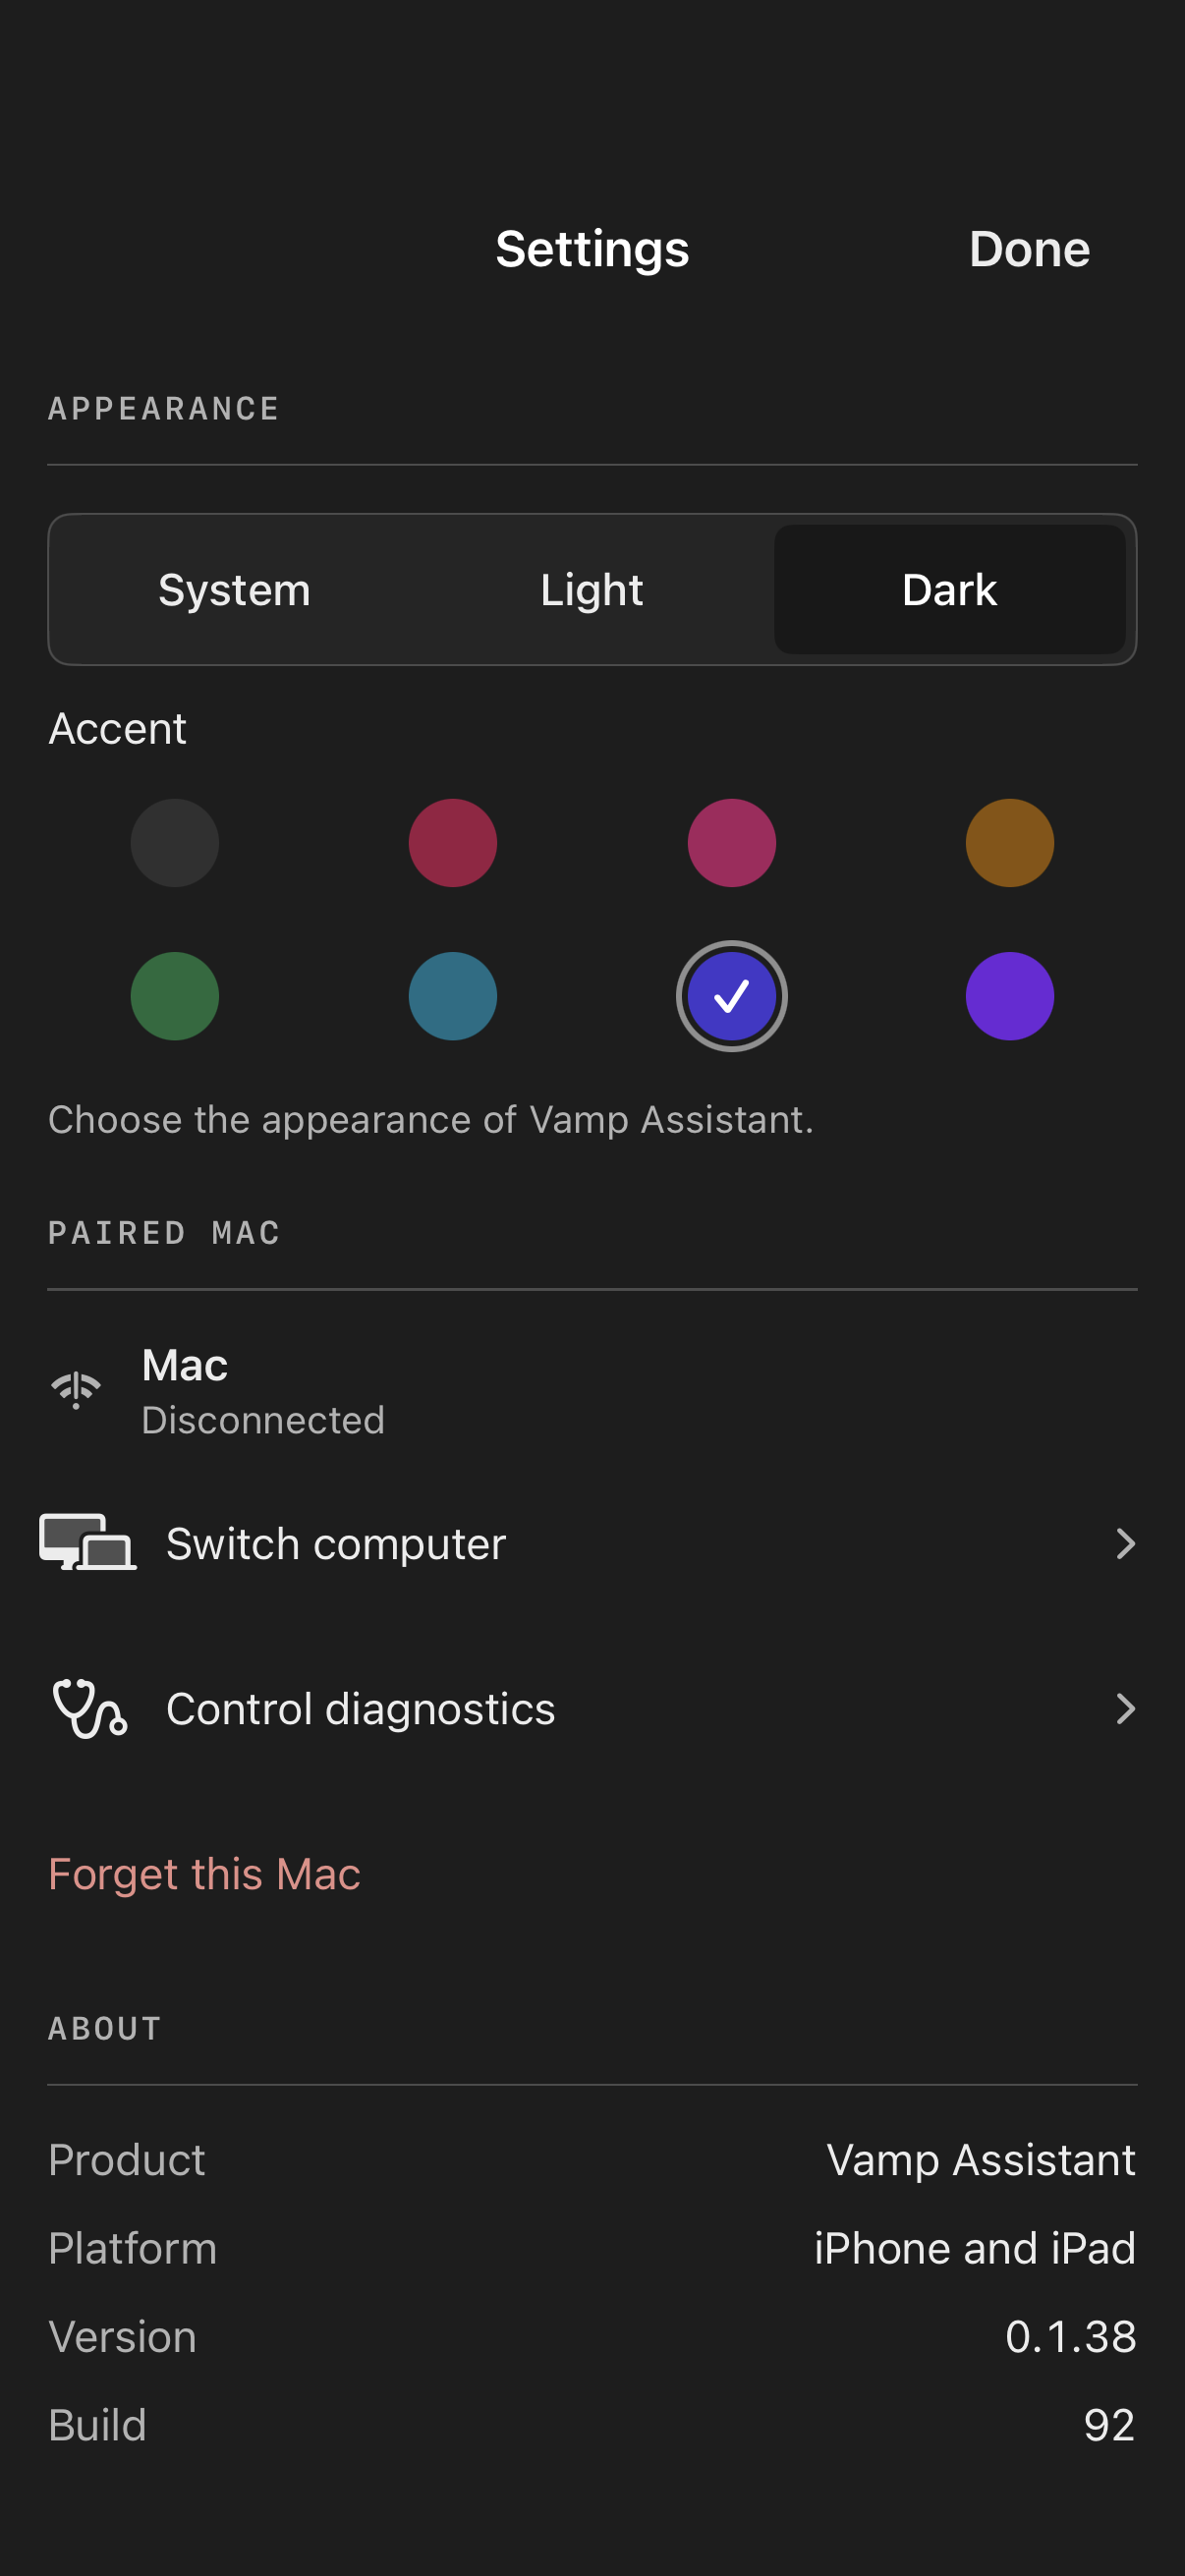 Settings
Done
APPEARANCE
System
Light
Dark
Accent
Choose the appearance of Vamp Assistant.
PAIRED MAC
Mac
Disconnected
Switch computer
Control diagnostics
Forget this Mac
ABOUT
Product
Vamp Assistant
Platform
iPhone and iPad
Version
0.1.38
Build
92